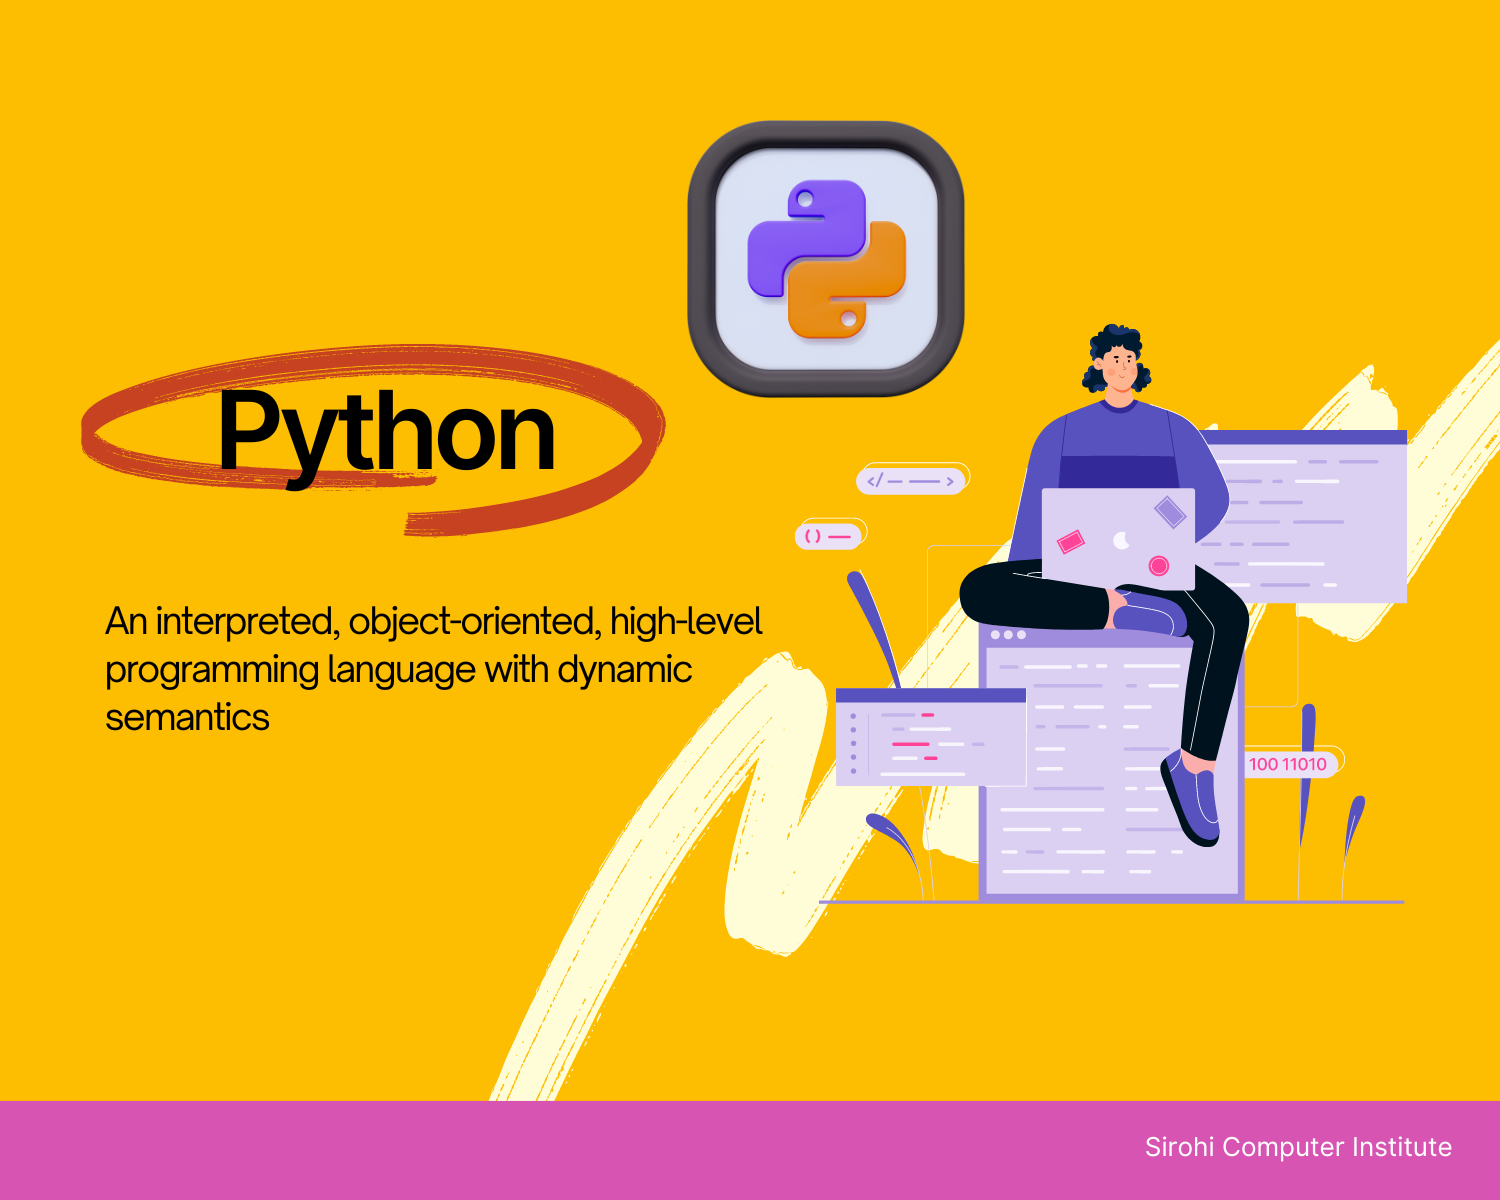 Python
An interpreted, object-oriented, high-level
programming language with dynamic
semantics
</ — — >
( ) —
100 11010
Sirohi Computer Institute